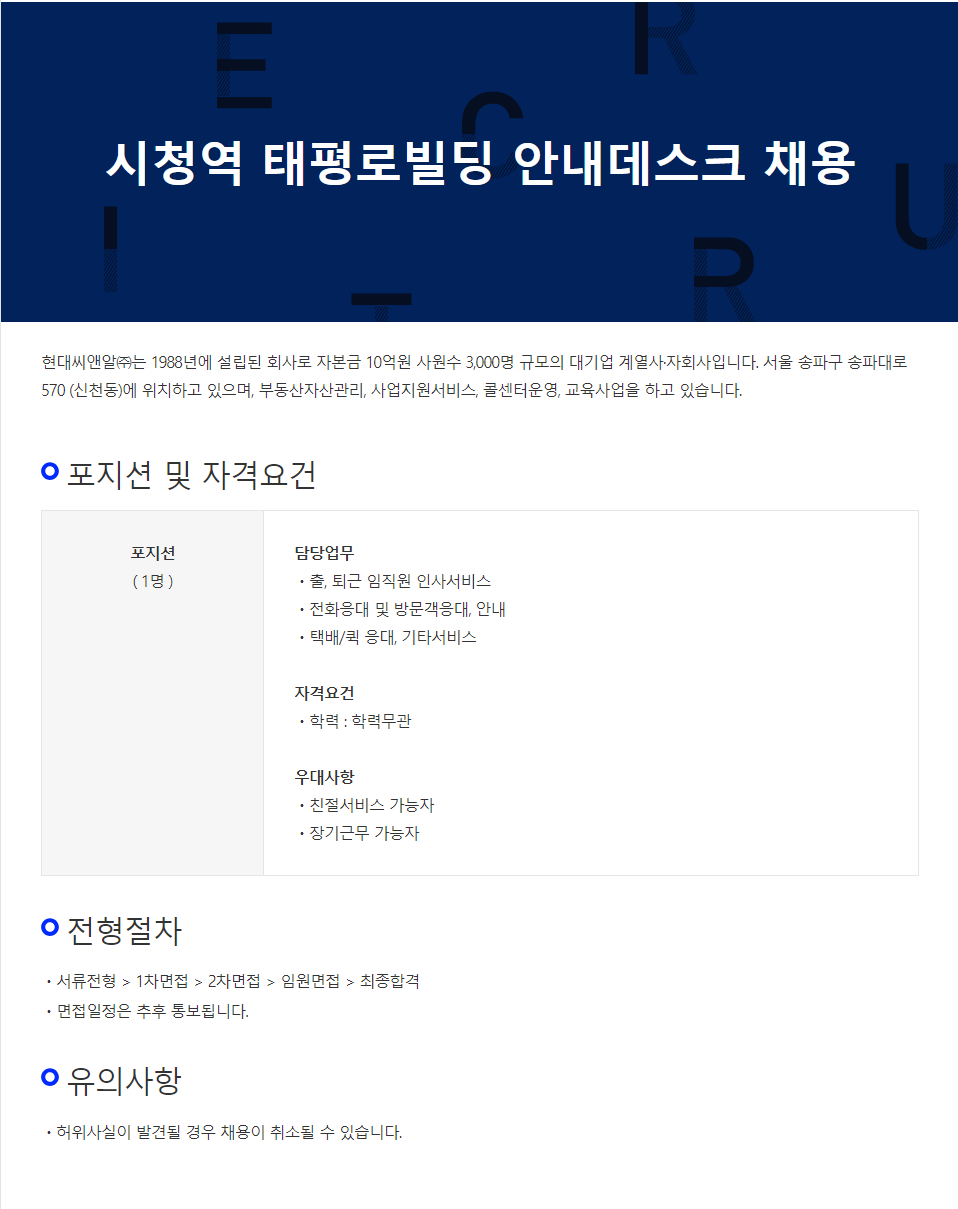 E
R
C
시청역 태평로빌딩 안내데스크 채용
U
I
R
T
현대씨앤알㈜는 1988년에 설립된 회사로 자본금 10억원 사원수 3,000명 규모의 대기업 계열사·자회사입니다. 서울 송파구 송파대로
570 (신천동)에 위치하고 있으며, 부동산자산관리, 사업지원서비스, 콜센터운영, 교육사업을 하고 있습니다.
포지션 및 자격요건
포지션
( 1명 )
담당업무
・출, 퇴근 임직원 인사서비스
・전화응대 및 방문객응대, 안내
・택배/퀵 응대, 기타서비스
자격요건
・학력 : 학력무관
우대사항
・친절서비스 가능자
・장기근무 가능자
전형절차
・서류전형 > 1차면접 > 2차면접 > 임원면접 > 최종합격
・면접일정은 추후 통보됩니다.
유의사항
・허위사실이 발견될 경우 채용이 취소될 수 있습니다.